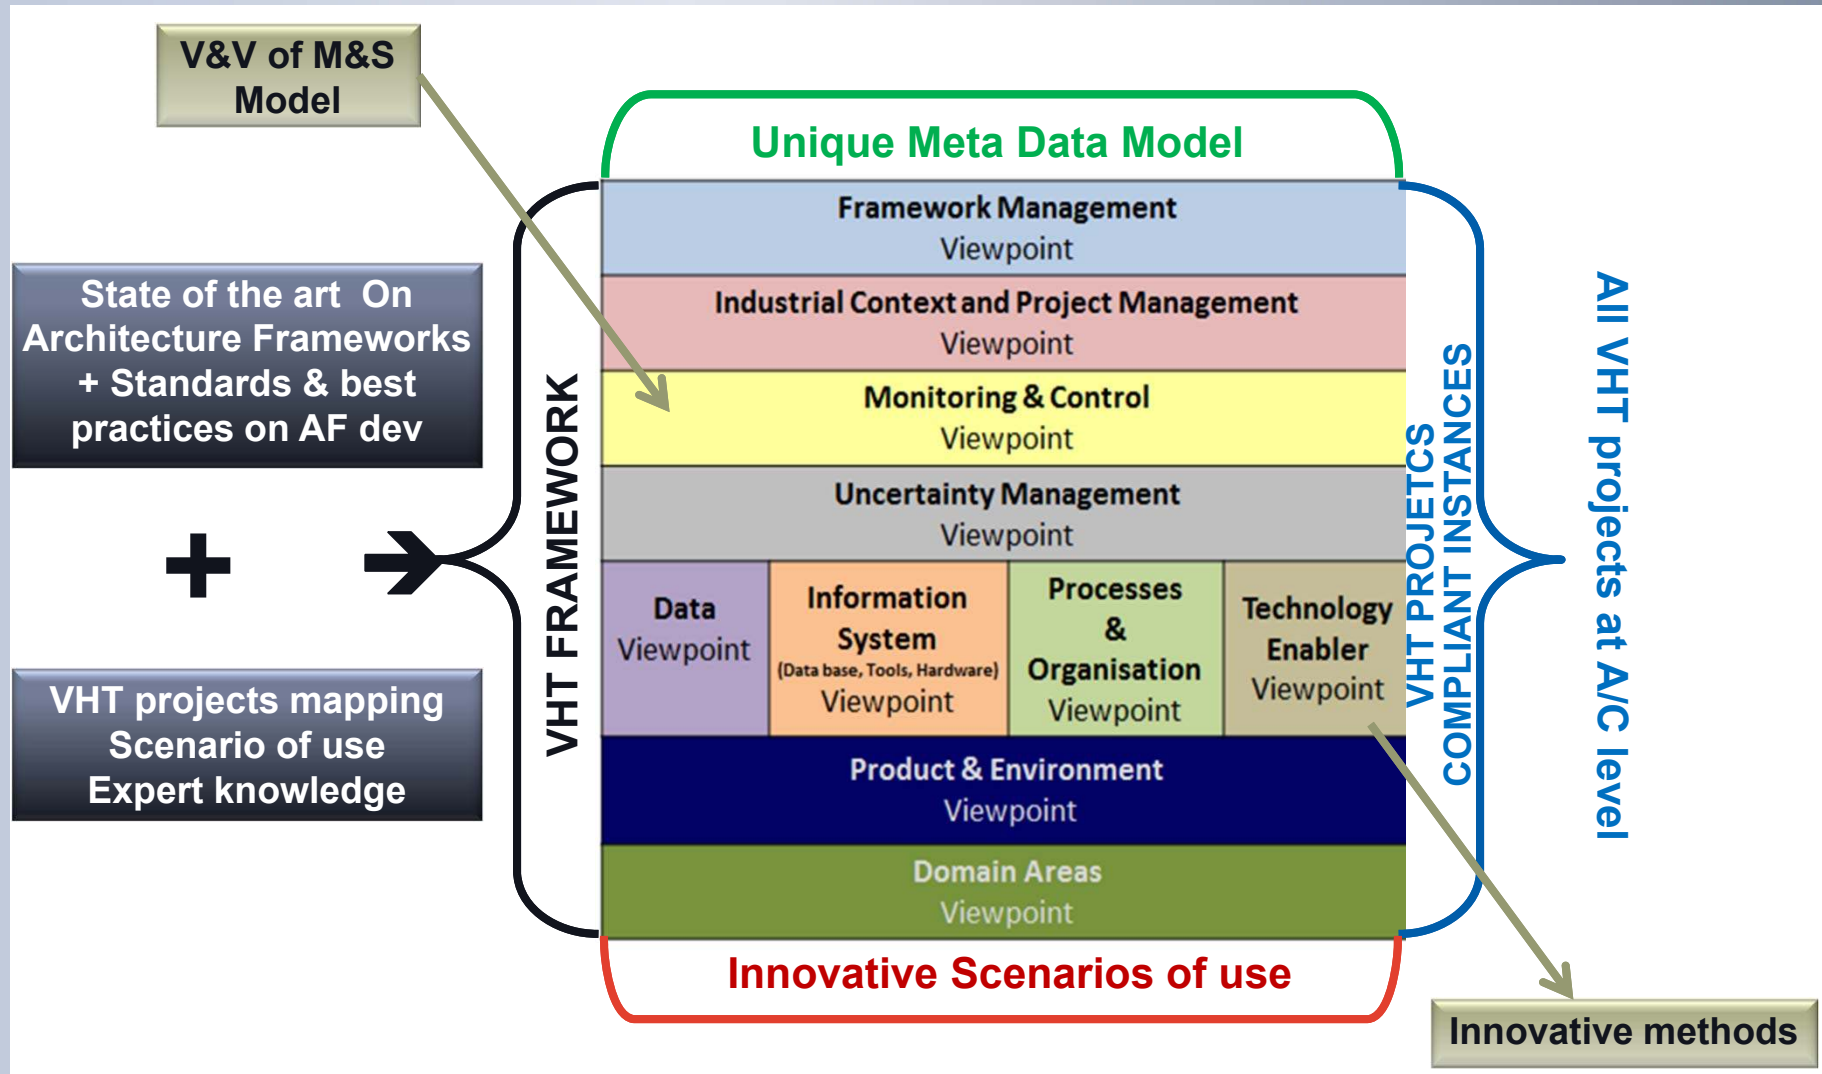 V&V of M&S
Model
Unique Meta Data Model
State of the art  On
Architecture Frameworks
+ Standards & best
practices on AF dev
+
VHT projects mapping
Scenario of use
Expert knowledge
VHT FRAMEWORK
Framework Management
Viewpoint
Industrial Context and Project Management
Viewpoint
Monitoring & Control
Viewpoint
Uncertainty Management
Viewpoint
Data
Viewpoint
Information
System
(Data base, Tools, Hardware)
Viewpoint
Processes
&
Organisation
Viewpoint
Technology
Enabler
Viewpoint
Product & Environment
Viewpoint
Domain Areas
Viewpoint
Innovative Scenarios of use
VHT PROJETCS
COMPLIANT INSTANCES
All VHT projects at A/C level
Innovative methods